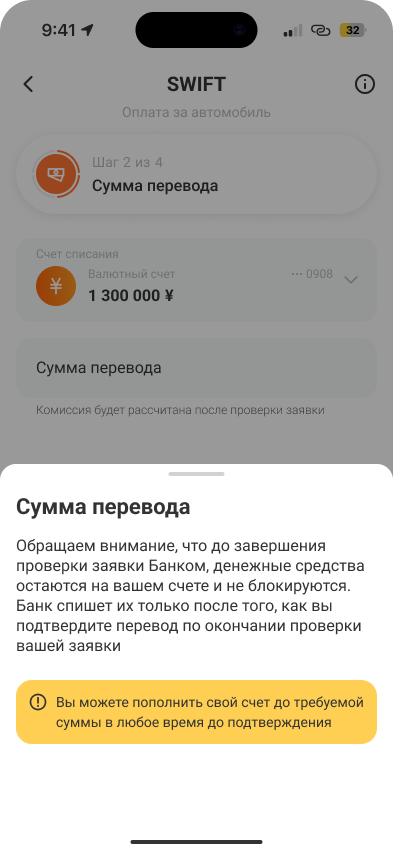 9:41
32
SWIFT
Оплата за автомобиль
Шаг 2 из 4
Сумма перевода
Счет списания
Валютный счет
··· 0908
¥
1 300 000 ¥
Сумма перевода
Комиссия будет рассчитана после проверки заявки
Сумма перевода
Обращаем внимание, что до завершения
проверки заявки Банком, денежные средства
остаются на вашем счете и не блокируются.
Банк спишет их только после того, как вы
подтвердите перевод по окончании проверки
вашей заявки
Вы можете пополнить свой счет до требуемой
суммы в любое время до подтверждения